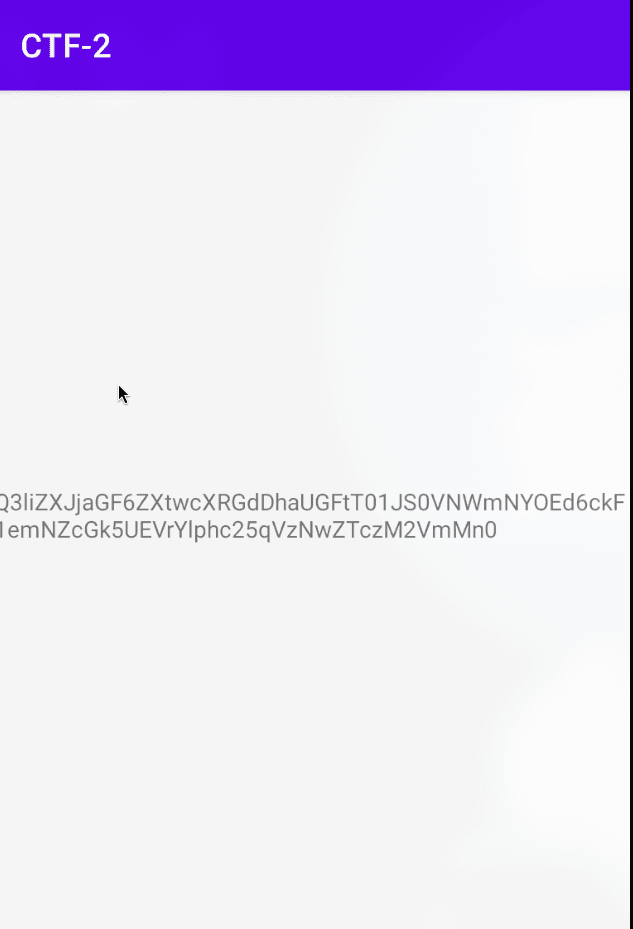 CTF-2
Q3liZXJjaGF6ZXtwcXRGdDhaUGFtT01JS0VNWmNYOEd6ckF
1emNZcGk5UEVrYlphc25qVzNwZTczM2VmMn0